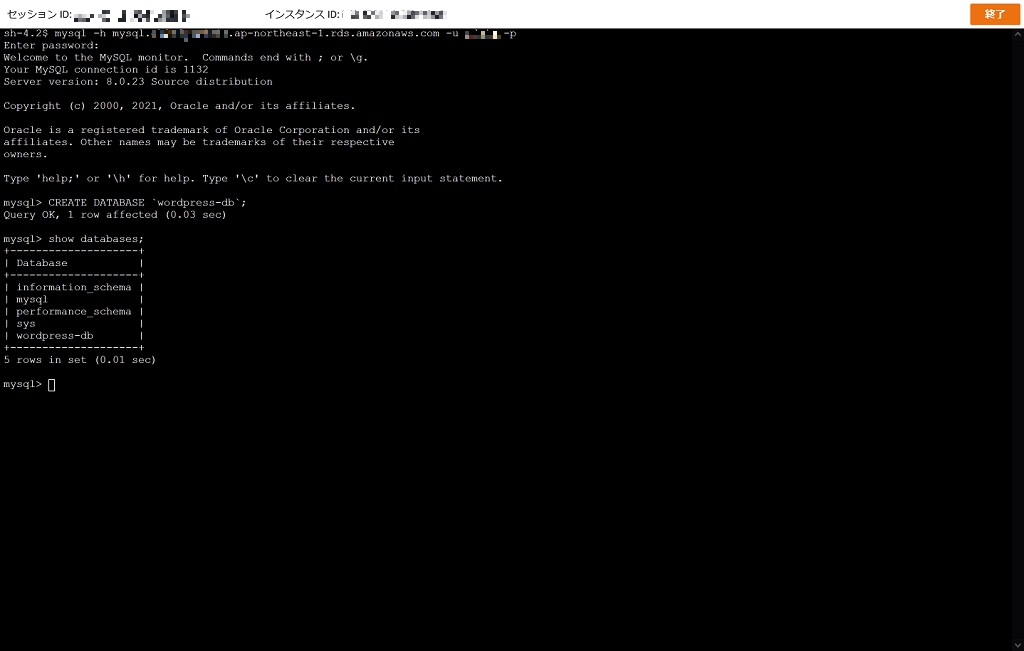 セッション ID:
インスタンス ID:
終了
sh-4.2$ mysql -h mysql. .ap-northeast-1.rds.amazonaws.com -u -p
Enter password:
Welcome to the MySQL monitor.  Commands end with ; or \g.
Your MySQL connection id is 1132
Server version: 8.0.23 Source distribution
Copyright (c) 2000, 2021, Oracle and/or its affiliates.
Oracle is a registered trademark of Oracle Corporation and/or its
affiliates. Other names may be trademarks of their respective
owners.
Type 'help;' or '\h' for help. Type '\c' to clear the current input statement.
mysql> CREATE DATABASE `wordpress-db`;
Query OK, 1 row affected (0.03 sec)
mysql> show databases;
+--------------------+
| Database           |
+--------------------+
| information_schema |
| mysql              |
| performance_schema |
| sys                |
| wordpress-db       |
+--------------------+
5 rows in set (0.01 sec)
mysql>